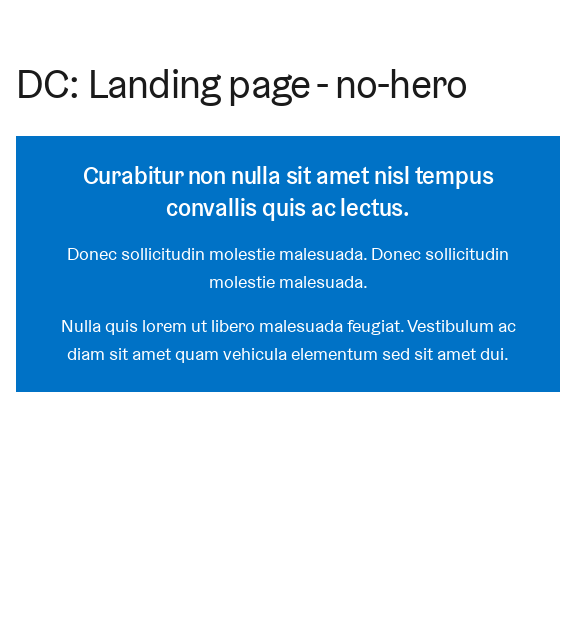 DC: Landing page - no-hero
Curabitur non nulla sit amet nisl tempus
convallis quis ac lectus.
Donec sollicitudin molestie malesuada. Donec sollicitudin
molestie malesuada.
Nulla quis lorem ut libero malesuada feugiat. Vestibulum ac
diam sit amet quam vehicula elementum sed sit amet dui.